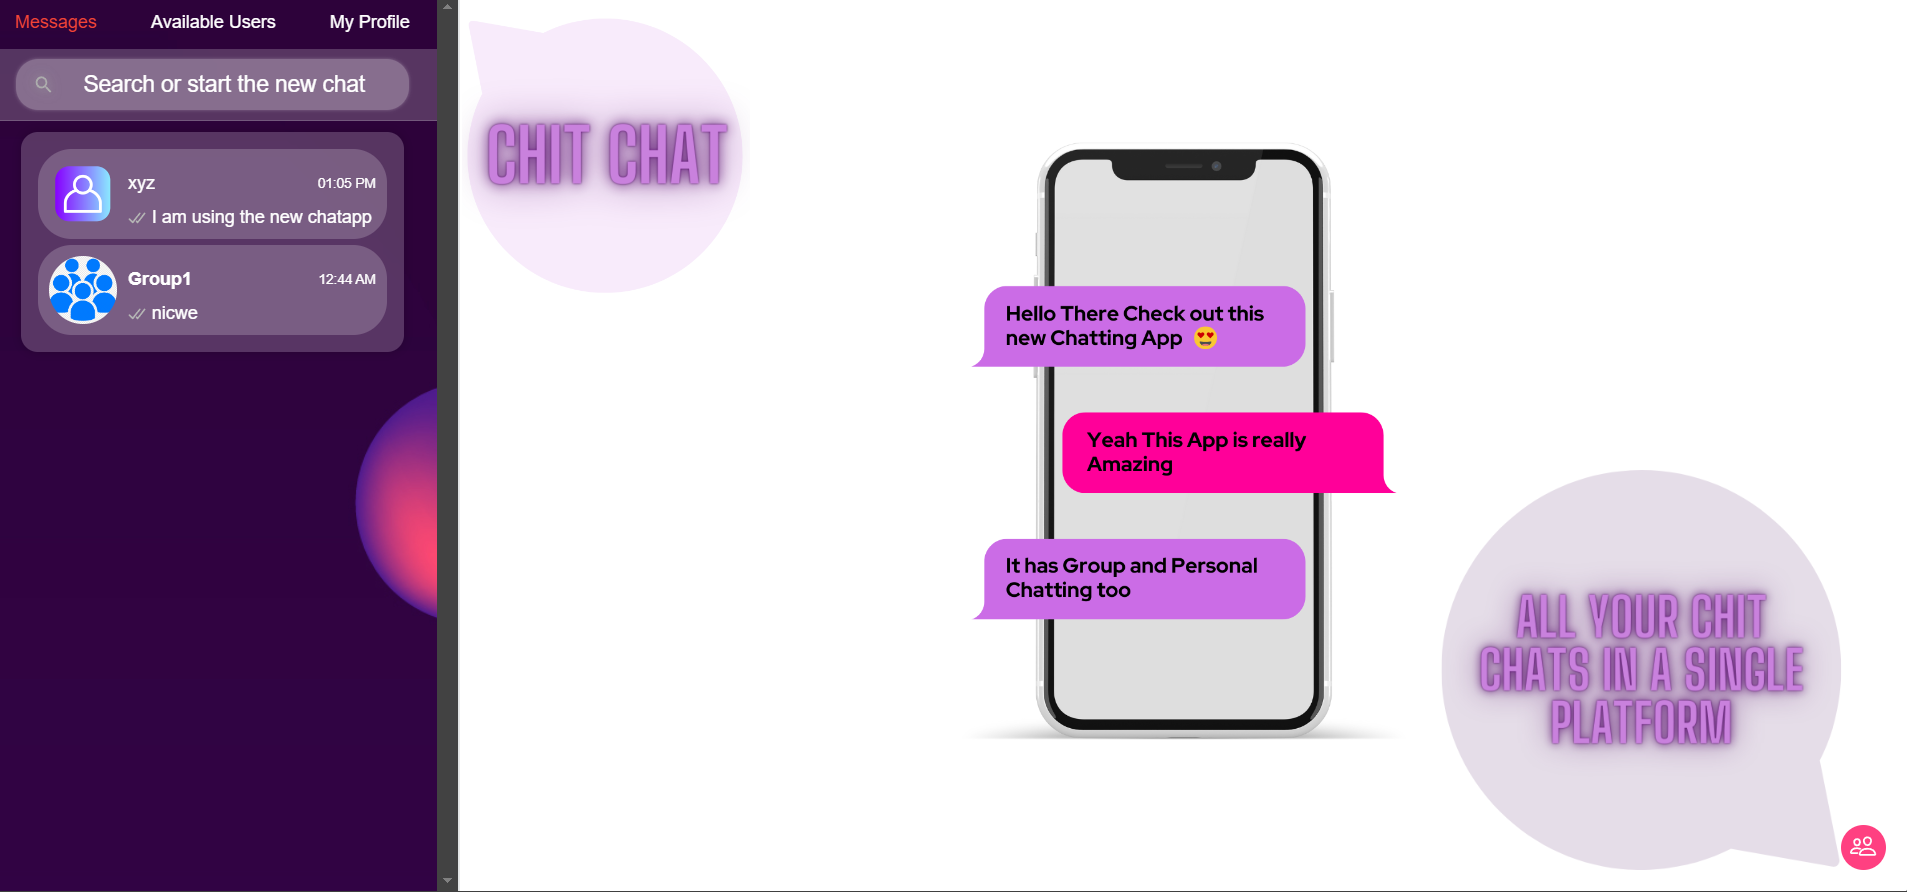 Messages
Available Users
My Profile
Search or start the new chat
xyz
01:05 PM
I am using the new chatapp
Group1
12:44 AM
nicwe
CHIT CHAT
Hello There Check out this
new Chatting App 😍
Yeah This App is really
Amazing
It has Group and Personal
Chatting too
ALL YOUR CHIT
CHATS IN A SINGLE
PLATFORM